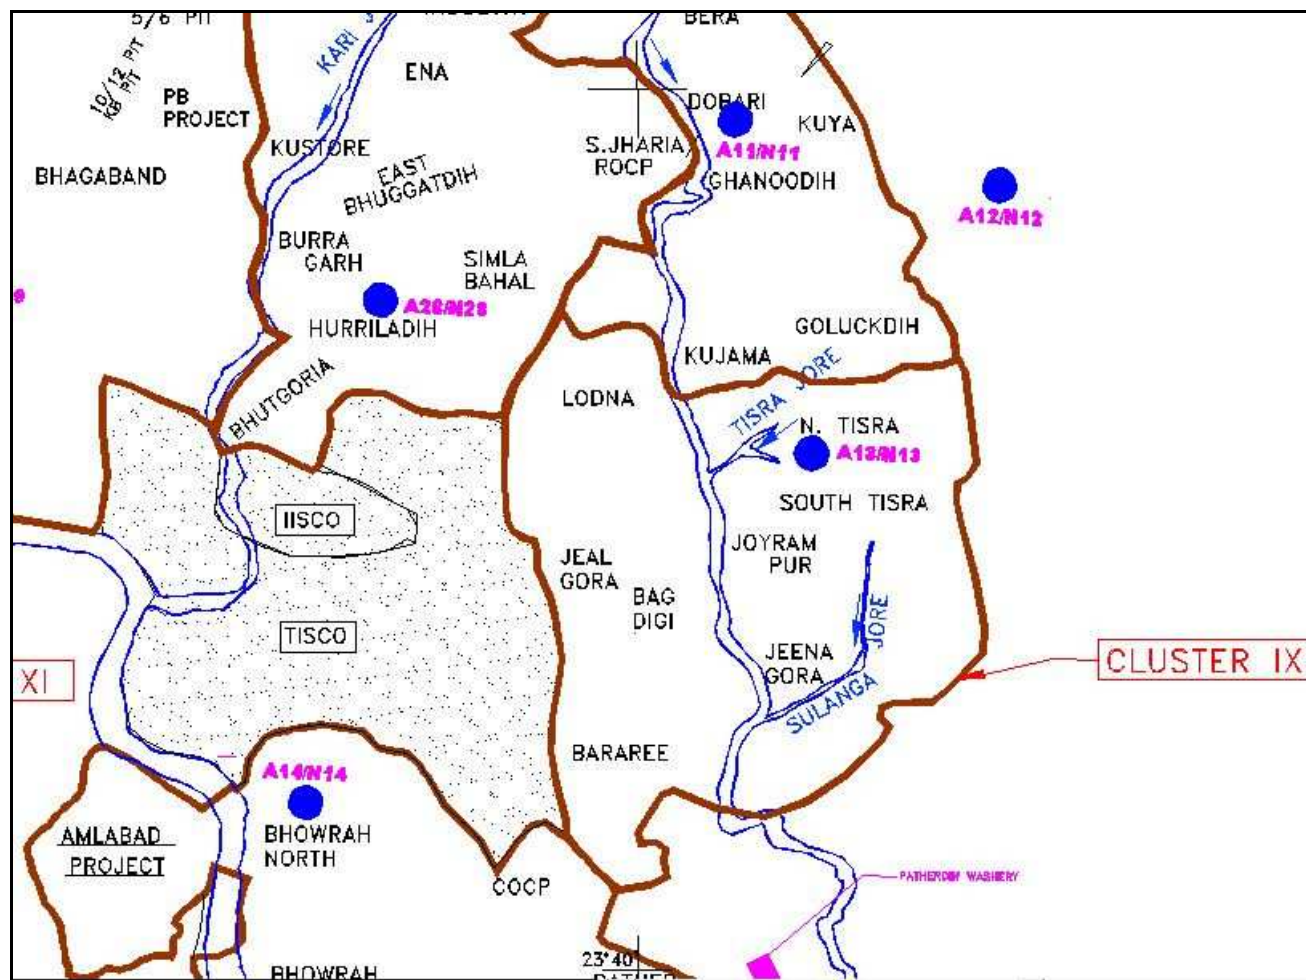 5/6 PIT
BERA
KARI
ENA
10/12 PIT
KB PIT
PB
PROJECT
DOBARI
KUYA
A11/N11
KUSTORE
S.JHARIA
ROCP
BHAGABAND
EAST
BHUGGATDIH
GHANOODIH
A12/N12
BURRA
GARH
SIMLA
BAHAL
A28/N28
HURRILADIH
GOLUCKDIH
KUJAMA
TISRA JORE
BHUTGORIA
LODNA
N. TISRA
A13/N13
SOUTH TISRA
IISCO
JOYRAM
PUR
JEAL
GORA
BAG
DIGI
TISCO
JORE
JEENA
GORA
CLUSTER IX
XI
SULANGA
BARAREE
A14/N14
AMLABAD
PROJECT
BHOWRAH
NORTH
COCP
PATHERDIH WASHERY
23°40'
BHOWRAH